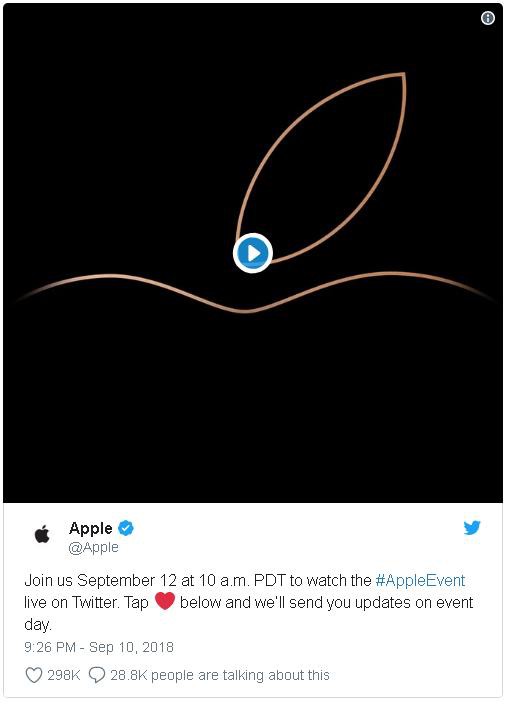 Apple
@Apple
Join us September 12 at 10 a.m. PDT to watch the #AppleEvent
live on Twitter. Tap ❤️ below and we'll send you updates on event
day.
9:26 PM - Sep 10, 2018
298K 28.8K people are talking about this